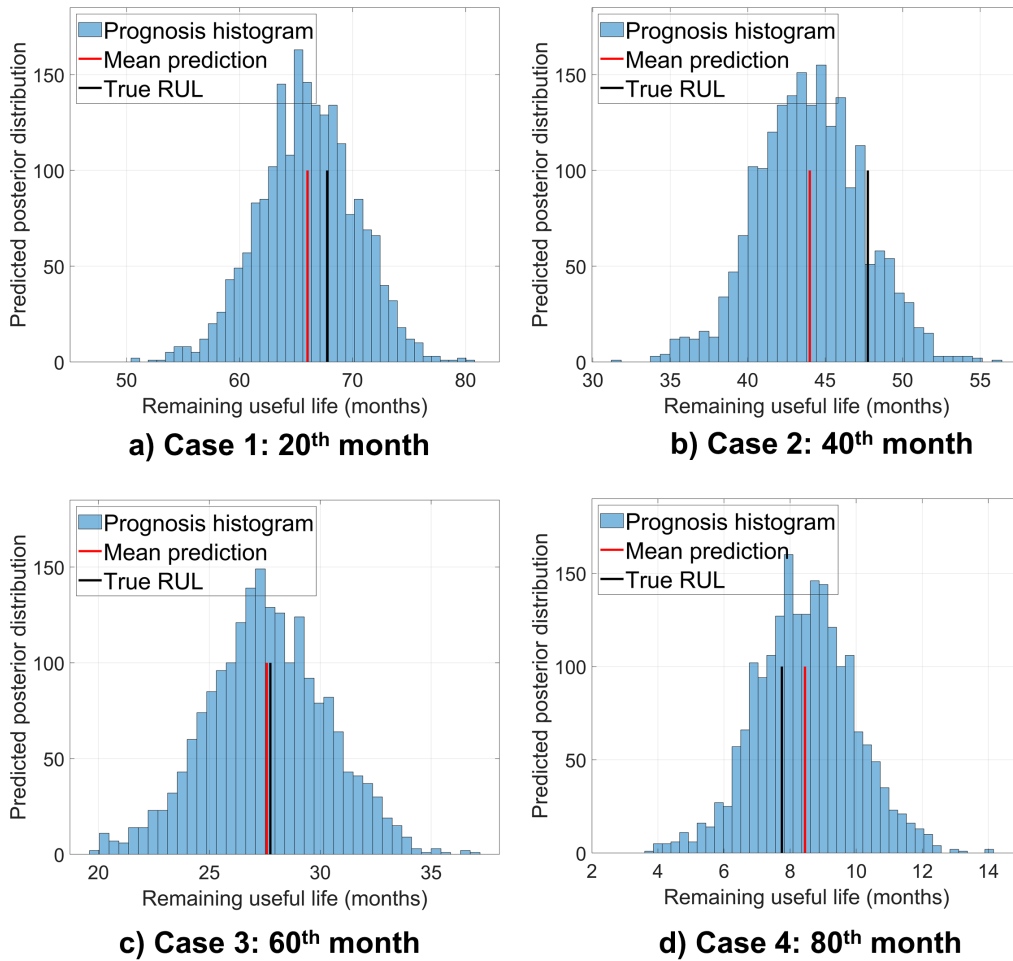 Prognosis histogram
Mean prediction
True RUL
Predicted posterior distribution
150
100
50
0
50
60
70
80
Remaining useful life (months)
a) Case 1: 20th month
Prognosis histogram
Mean prediction
True RUL
Predicted posterior distribution
150
100
50
0
30
35
40
45
50
55
Remaining useful life (months)
b) Case 2: 40th month
Prognosis histogram
Mean prediction
True RUL
Predicted posterior distribution
150
100
50
0
20
25
30
35
Remaining useful life (months)
c) Case 3: 60th month
Prognosis histogram
Mean prediction
True RUL
Predicted posterior distribution
150
100
50
0
2
4
6
8
10
12
14
Remaining useful life (months)
d) Case 4: 80th month